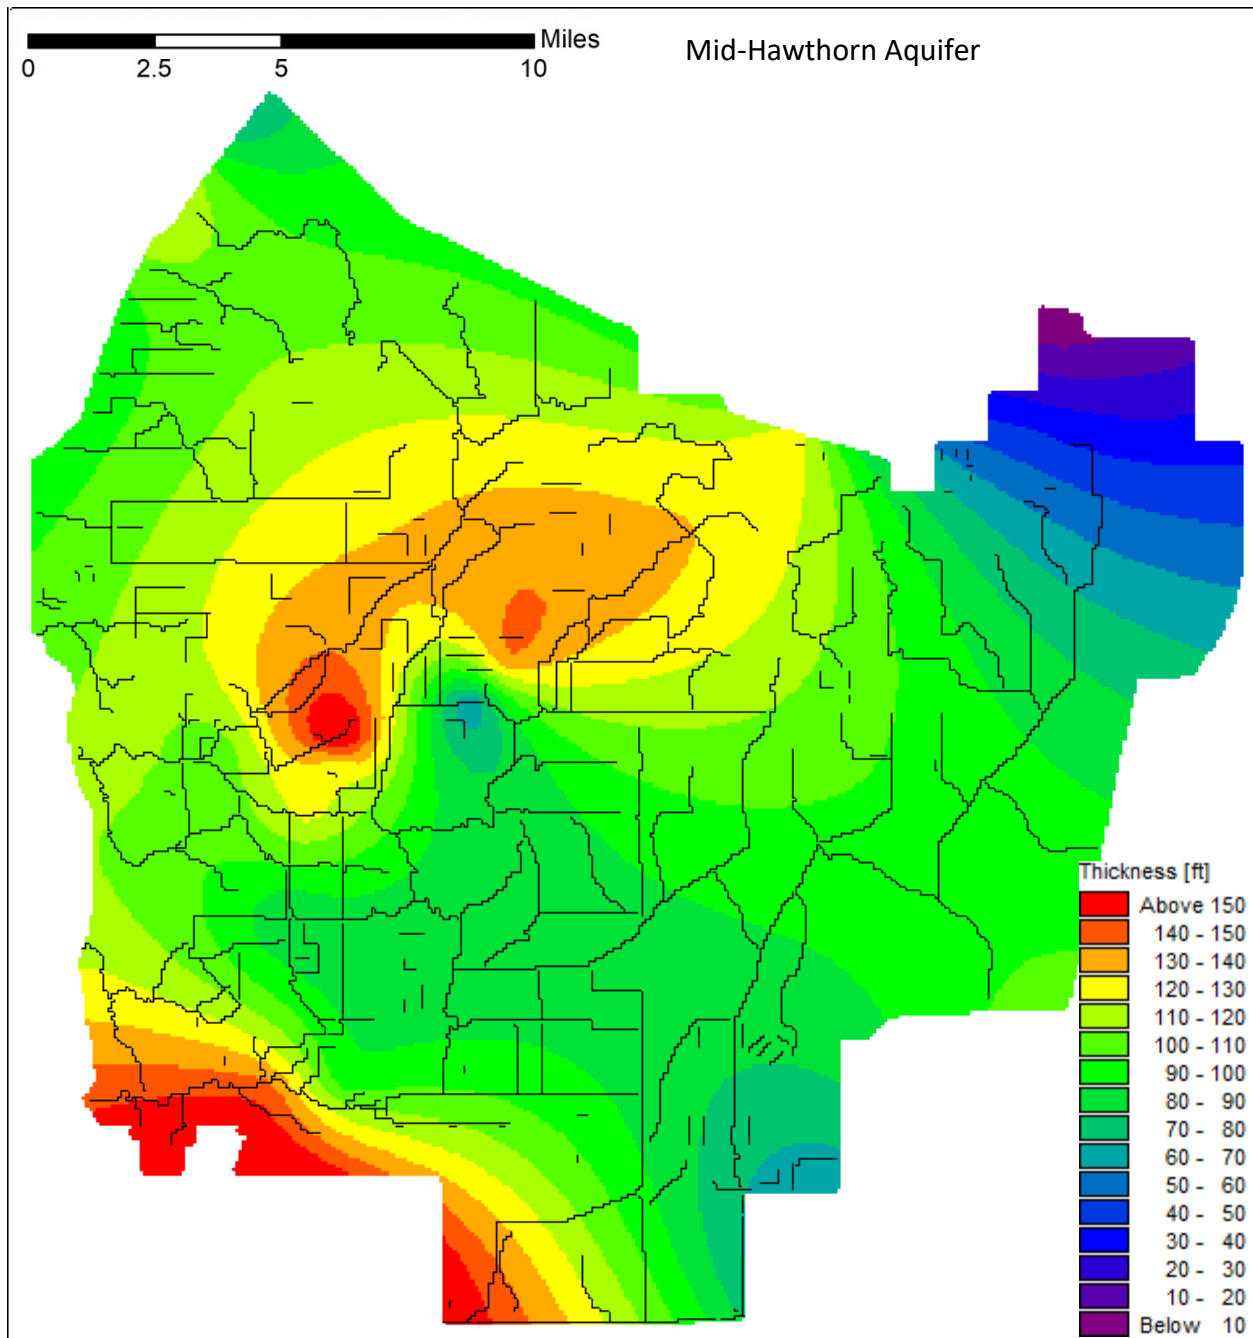 Miles
Mid-Hawthorn Aquifer
0 2.5 5 10
Thickness [ft]
Above 150
140 - 150
130 - 140
120 - 130
110 - 120
100 - 110
90 - 100
80 - 90
70 - 80
60 - 70
50 - 60
40 - 50
30 - 40
20 - 30
10 - 20
Below 10